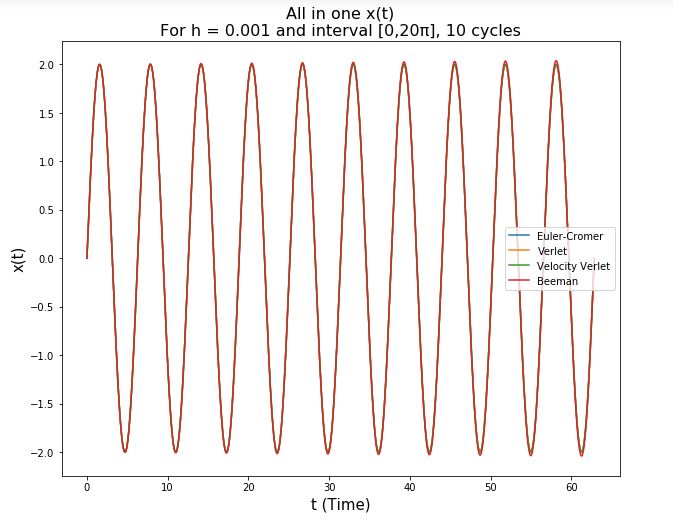 All in one x(t)
For h = 0.001 and interval [0,20π], 10 cycles
2.0
1.5
1.0
0.5
0.0
−0.5
−1.0
−1.5
−2.0
x(t)
Euler-Cromer
Verlet
Velocity Verlet
Beeman
0 10 20 30 40 50 60
t (Time)